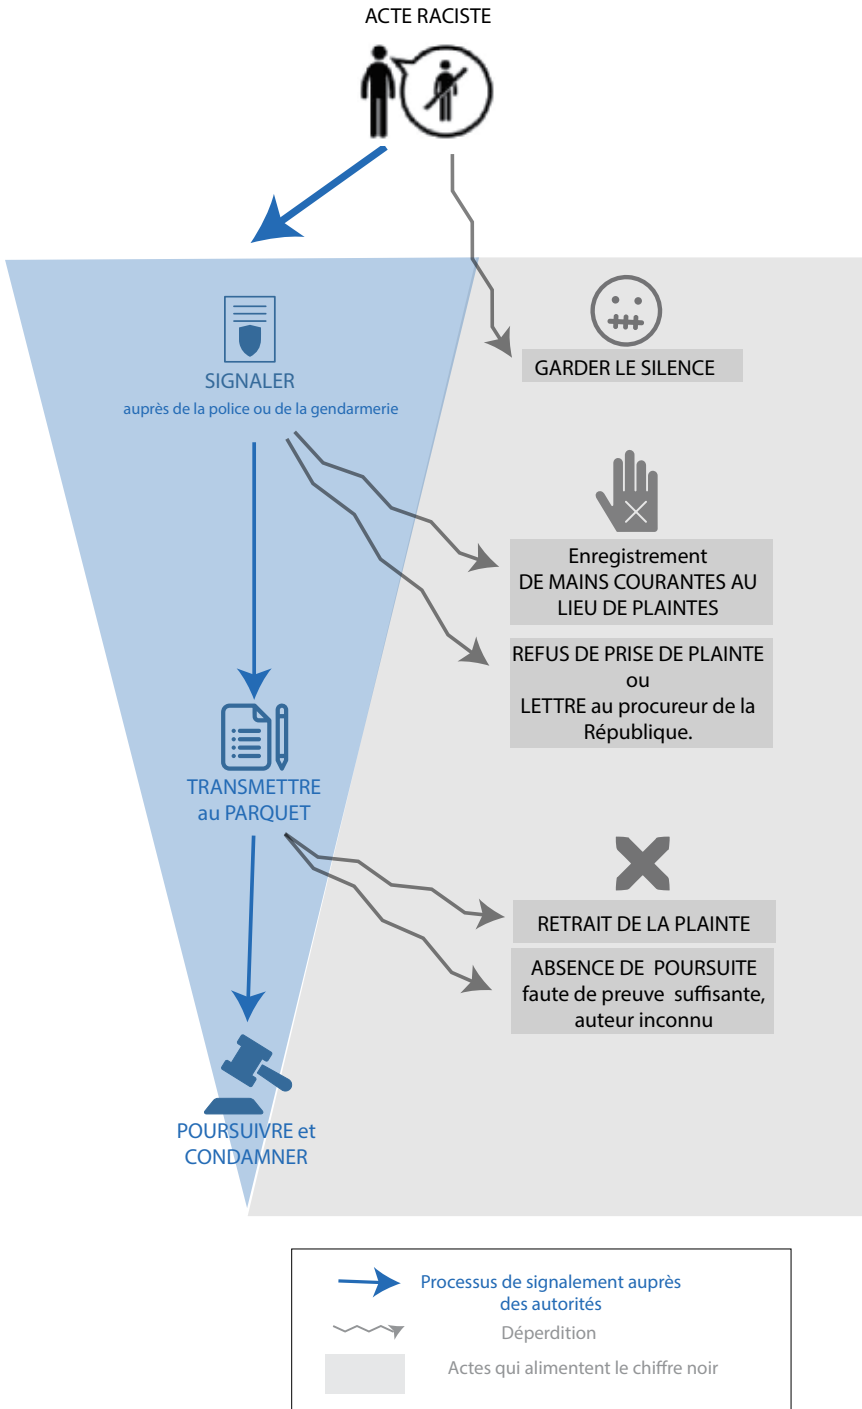 ACTE RACISTE
SIGNALER
auprès de la police ou de la gendarmerie
GARDER LE SILENCE
Enregistrement
DE MAINS COURANTES AU
LIEU DE PLAINTES
REFUS DE PRISE DE PLAINTE
ou
LETTRE au procureur de la
République.
TRANSMETTRE
au PARQUET
RETRAIT DE LA PLAINTE
ABSENCE DE POURSUITE
faute de preuve suffisante,
auteur inconnu
POURSUIVRE et
CONDAMNER
Processus de signalement auprès
des autorités
Déperdition
Actes qui alimentent le chiffre noir